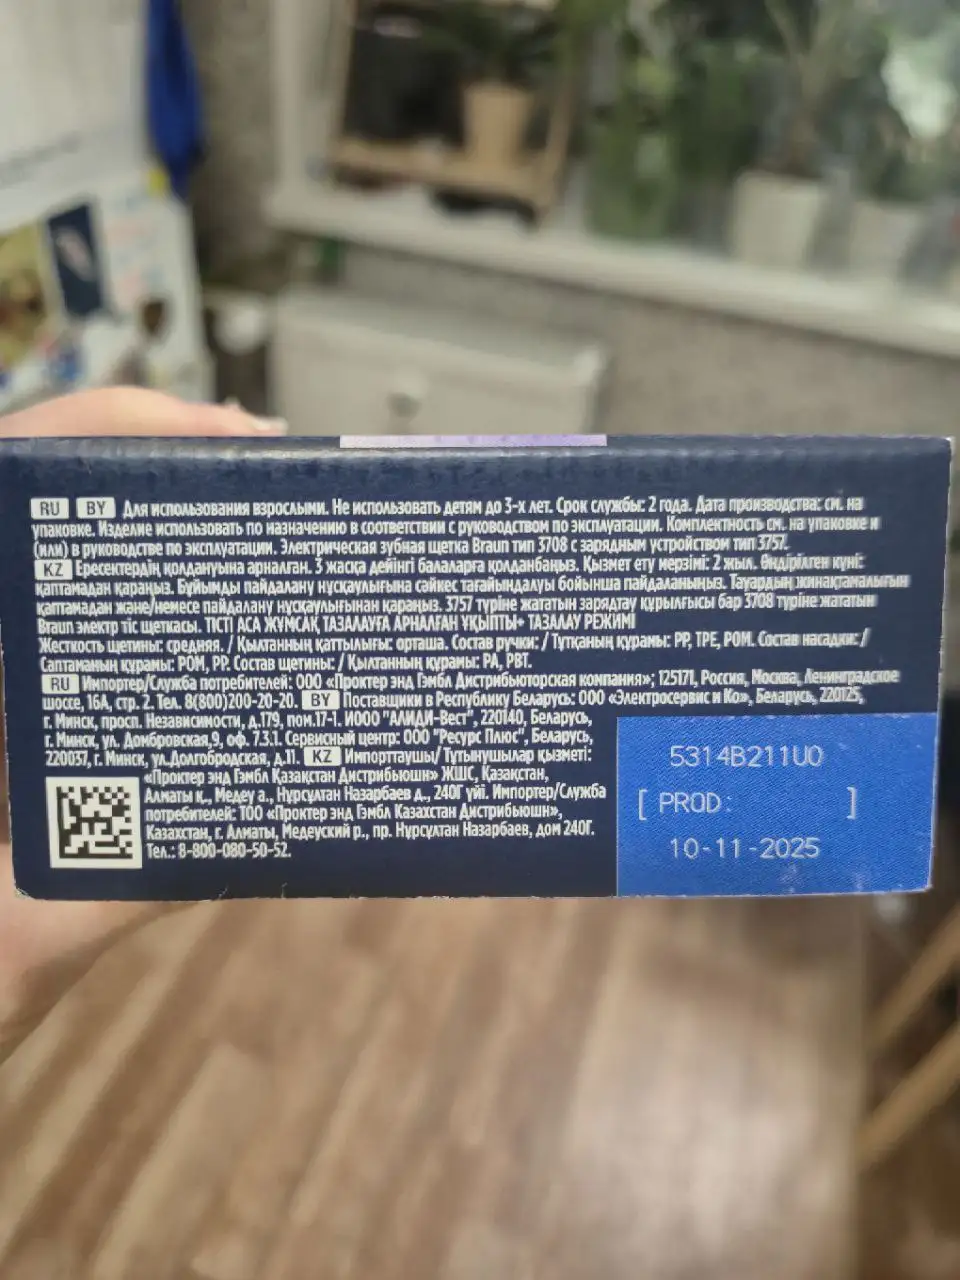 RU BY Для использования взрослыми. Не использовать детям до 3-х лет. Срок службы: 2 года. Дата производства: см. на
упаковке. Изделие использовать по назначению в соответствии с руководством по эксплуатации. Комплектность см. на упаковке и
(или) в руководстве по эксплуатации. Электрическая зубная щетка Braun тип 3708 с зарядным устройством тип 3757.
KZ Ересектердің қолдануына арналған. 3 жасқа дейінгі балаларға қолданбаңыз. Қызмет ету мерзімі: 2 жыл. Өндірілген күні:
қаптамадан қараңыз. Бұйымды пайдалану нұсқаулығына сәйкес тағайындалуы бойынша пайдаланыңыз. Тауардың жинақтамалығын
қаптамадан және/немесе пайдалану нұсқаулығынан қараңыз. 3757 түріне жататын зарядтау құрылғысы бар 3708 түріне жататын
Braun электр тіс щеткасы. ТІСТІ АСА ЖҰМСАҚ ТАЗАЛАУҒА АРНАЛҒАН ҰҚЫПТЫ+ ТАЗАЛАУ РЕЖИМІ
Жесткость щетины: средняя. / Қылтанның қаттылығы: орташа. Состав ручки: / Тұтқаның құрамы: PP, TPE, POM. Состав насадки: /
Саптаманың құрамы: POM, PP. Состав щетины: / Қылтанның құрамы: PA, PBT.
RU Импортер/Служба потребителей: ООО «Проктер энд Гэмбл Дистрибьюторская компания»; 125171, Россия, Москва, Ленинградское
шоссе, 16А, стр. 2. Тел. 8(800)200-20-20. BY Поставщики в Республику Беларусь: ООО «Электросервис и Ко», Беларусь, 220125,
г. Минск, просп. Независимости, д.179, пом.17-1. ИООО "АЛИДИ-Вест", 220140, Беларусь,
г. Минск, ул. Домбровская,9, оф. 7.3.1. Сервисный центр: ООО "Ресурс Плюс", Беларусь,
220037, г. Минск, ул.Долгобродская, д.11. KZ Импорттаушы/ Тұтынушылар қызметі:
«Проктер энд Гэмбл Қазақстан Дистрибьюшн» ЖШС, Қазақстан,
Алматы қ., Медеу а., Нұрсұлтан Назарбаев д., 240Г үйі. Импортер/Служба
потребителей: ТОО «Проктер энд Гэмбл Казахстан Дистрибьюшн»,
Казахстан, г. Алматы, Медеуский р., пр. Нурсултан Назарбаев, дом 240Г.
Тел.: 8-800-080-50-52.
5314B211U0
[ PROD: ]
10-11-2025